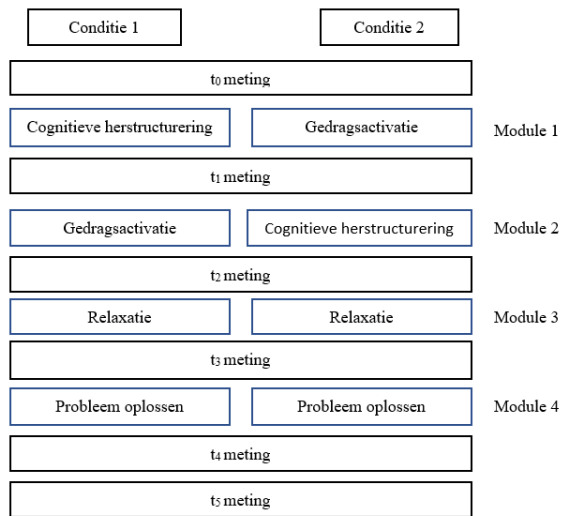 Conditie 1
Conditie 2
t0 meting
Cognitieve herstructurering
Gedragsactivatie
Module 1
t1 meting
Gedragsactivatie
Cognitieve herstructurering
Module 2
t2 meting
Relaxatie
Relaxatie
Module 3
t3 meting
Probleem oplossen
Probleem oplossen
Module 4
t4 meting
t5 meting